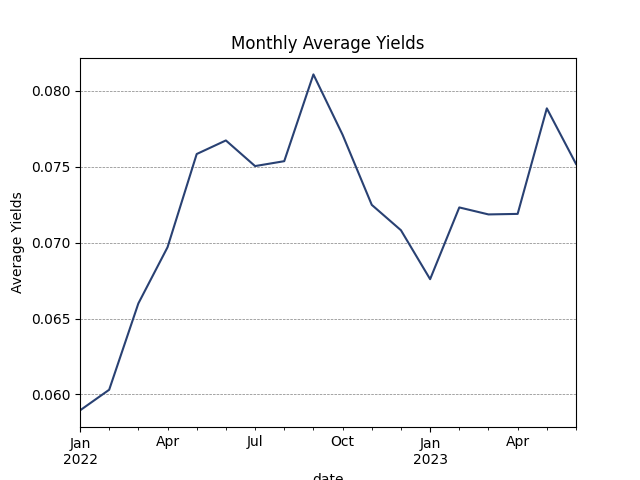 Monthly Average Yields
Average Yields
0.080
0.075
0.070
0.065
0.060
Jan
2022
Apr
Jul
Oct
Jan
2023
Apr
date